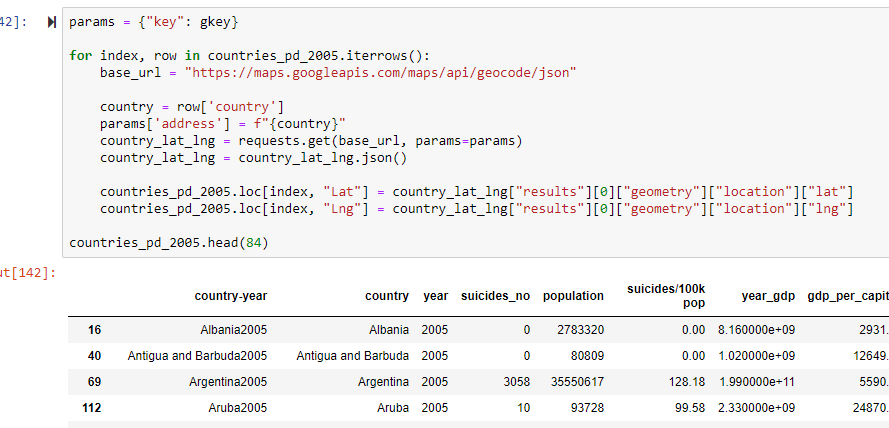 42]:
params = {"key": gkey}
for index, row in countries_pd_2005.iterrows():
    base_url = "https://maps.googleapis.com/maps/api/geocode/json"
    country = row['country']
    params['address'] = f"{country}"
    country_lat_lng = requests.get(base_url, params=params)
    country_lat_lng = country_lat_lng.json()
    countries_pd_2005.loc[index, "Lat"] = country_lat_lng["results"][0]["geometry"]["location"]["lat"]
    countries_pd_2005.loc[index, "Lng"] = country_lat_lng["results"][0]["geometry"]["location"]["lng"]
countries_pd_2005.head(84)
ut[142]:
country-year country year suicides_no population suicides/100k pop year_gdp gdp_per_capit
16 Albania2005 Albania 2005 0 2783320 0.00 8.160000e+09 2931.
40 Antigua and Barbuda2005 Antigua and Barbuda 2005 0 80809 0.00 1.020000e+09 12649.
69 Argentina2005 Argentina 2005 3058 35550617 128.18 1.990000e+11 5590.
112 Aruba2005 Aruba 2005 10 93728 99.58 2.330000e+09 24870.